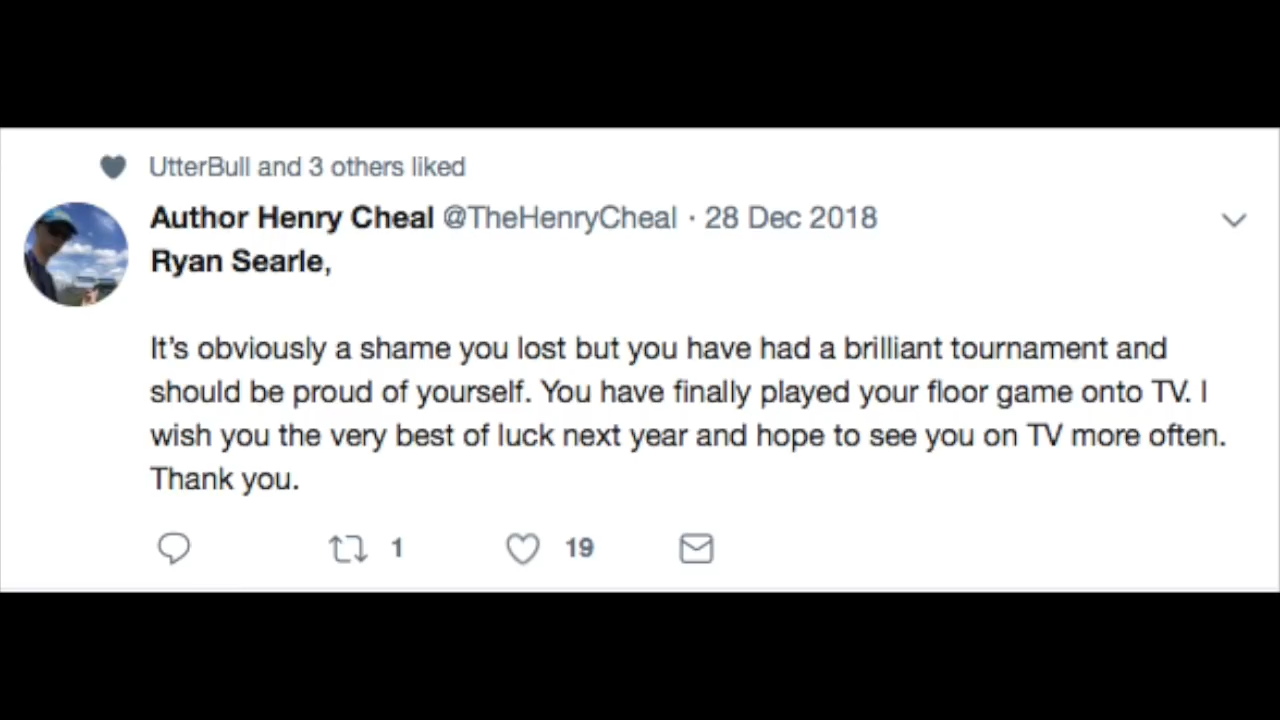 UtterBull and 3 others liked
Author Henry Cheal @TheHenryCheal · 28 Dec 2018
Ryan Searle,
It’s obviously a shame you lost but you have had a brilliant tournament and
should be proud of yourself. You have finally played your floor game onto TV. I
wish you the very best of luck next year and hope to see you on TV more often.
Thank you.
1 19